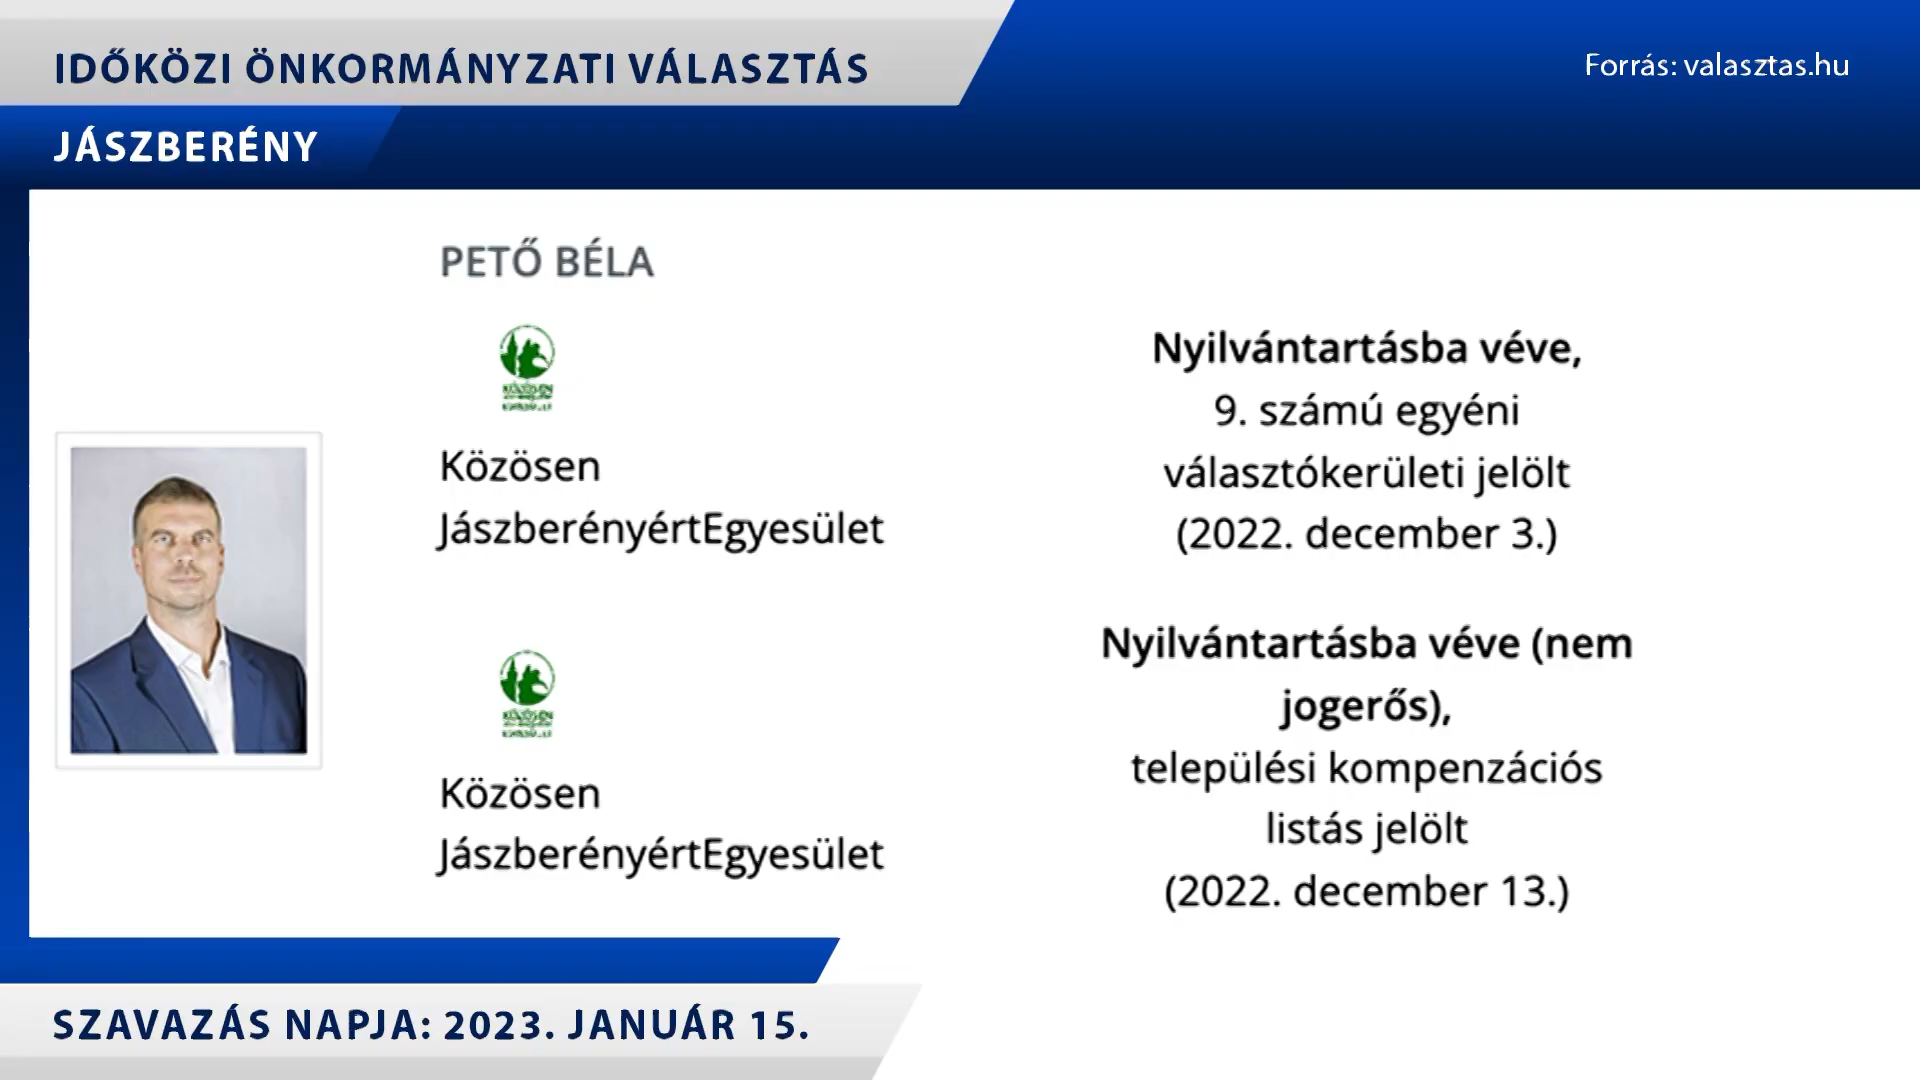 IDŐKÖZI ÖNKORMÁNYZATI VÁLASZTÁS
Forrás: valasztas.hu
JÁSZBERÉNY
PETŐ BÉLA
KÖZÖSEN
Közösen
JászberényértEgyesület
Nyilvántartásba véve,
9. számú egyéni
választókerületi jelölt
(2022. december 3.)
KÖZÖSEN
Közösen
JászberényértEgyesület
Nyilvántartásba véve (nem
jogerős),
települési kompenzációs
listás jelölt
(2022. december 13.)
SZAVAZÁS NAPJA: 2023. JANUÁR 15.